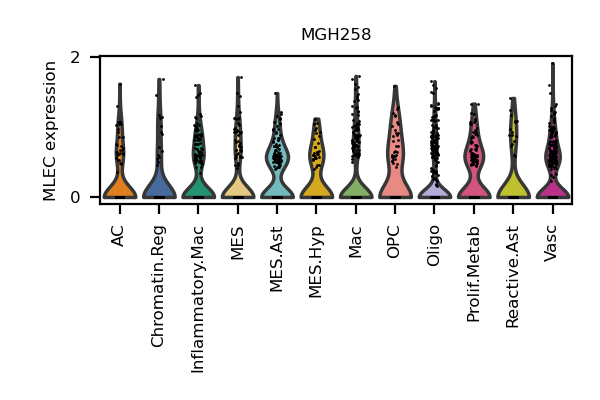 MGH258
MLEC expression
2
0
AC
Chromatin.Reg
Inflammatory.Mac
MES
MES.Ast
MES.Hyp
Mac
OPC
Oligo
Prolif.Metab
Reactive.Ast
Vasc